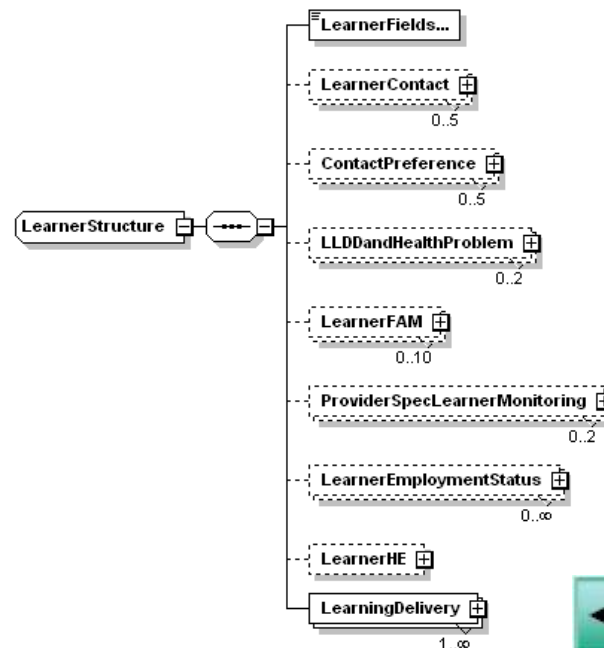 LearnerFields...
LearnerContact
0..5
ContactPreference
0..5
LearnerStructure
LLDDandHealthProblem
0..2
LearnerFAM
0..10
ProviderSpecLearnerMonitoring
0..2
LearnerEmploymentStatus
0..∞
LearnerHE
LearningDelivery
1..∞